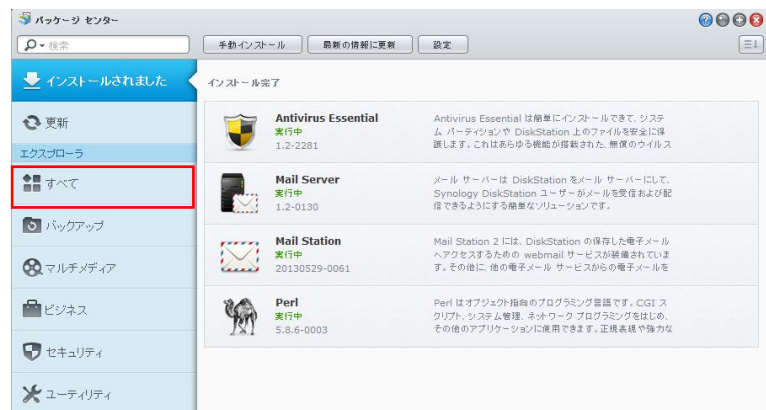 パッケージ センター
検索
手動インストール
最新の情報に更新
設定
インストールされました
更新
エクスプローラ
すべて
バックアップ
マルチメディア
ビジネス
セキュリティ
ユーティリティ
インストール完了
Antivirus Essential
実行中
1.2-2281
Antivirus Essential は簡単にインストールできて、システ
ム パーティションや DiskStation 上のファイルを安全に保
護します。これはあらゆる機能が搭載された、無償のウイルス
Mail Server
実行中
1.2-0130
メール サーバーは DiskStation をメール サーバーにして、
Synology DiskStation ユーザーがメールを受信および配
信できるようにする簡単なソリューションです。
Mail Station
実行中
20130529-0061
Mail Station 2 には、DiskStation の保存した電子メール
へアクセスするための webmail サービスが装備されていま
す。その他に、他の電子メール サービスからの電子メールを
Perl
実行中
5.8.6-0003
Perl はオブジェクト指向のプログラミング言語です。CGI ス
クリプト、システム管理、ネットワーク プログラミングをはじめ、
その他のアプリケーションに使用できます。正規表現や強力な